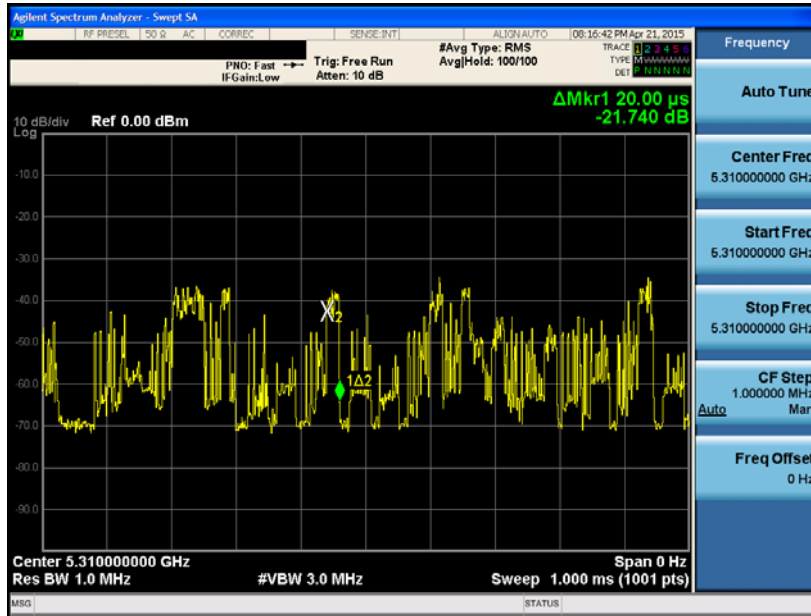 Agilent Spectrum Analyzer - Swept SA
LXI RF PRESEL 50 Ω AC CORREC SENSE:INT ALIGN AUTO 08:16:42 PM Apr 21, 2015
PNO: Fast Trig: Free Run #Avg Type: RMS TRACE 1 2 3 4 5 6
IFGain:Low Atten: 10 dB Avg|Hold: 100/100 TYPE M W W W W W
DET P N N N N N
Frequency
Auto Tune
ΔMkr1 20.00 µs
-21.740 dB
10 dB/div Ref 0.00 dBm
Log
-10.0
-20.0
-30.0
-40.0
-50.0
-60.0
-70.0
-80.0
-90.0
X2
1Δ2
Center Freq
5.310000000 GHz
Start Freq
5.310000000 GHz
Stop Freq
5.310000000 GHz
CF Step
1.000000 MHz
Auto Man
Freq Offset
0 Hz
Center 5.310000000 GHz Span 0 Hz
Res BW 1.0 MHz #VBW 3.0 MHz Sweep 1.000 ms (1001 pts)
MSG STATUS